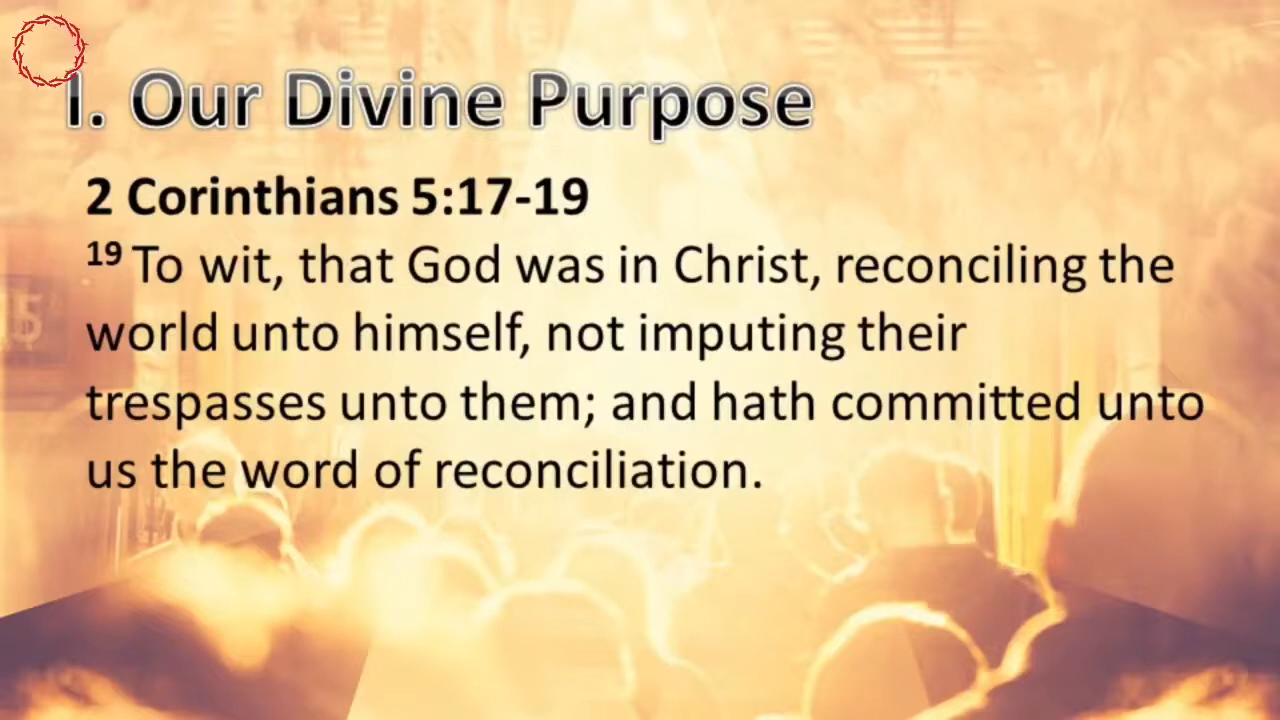 I. Our Divine Purpose
2 Corinthians 5:17-19
19 To wit, that God was in Christ, reconciling the
world unto himself, not imputing their
trespasses unto them; and hath committed unto
us the word of reconciliation.